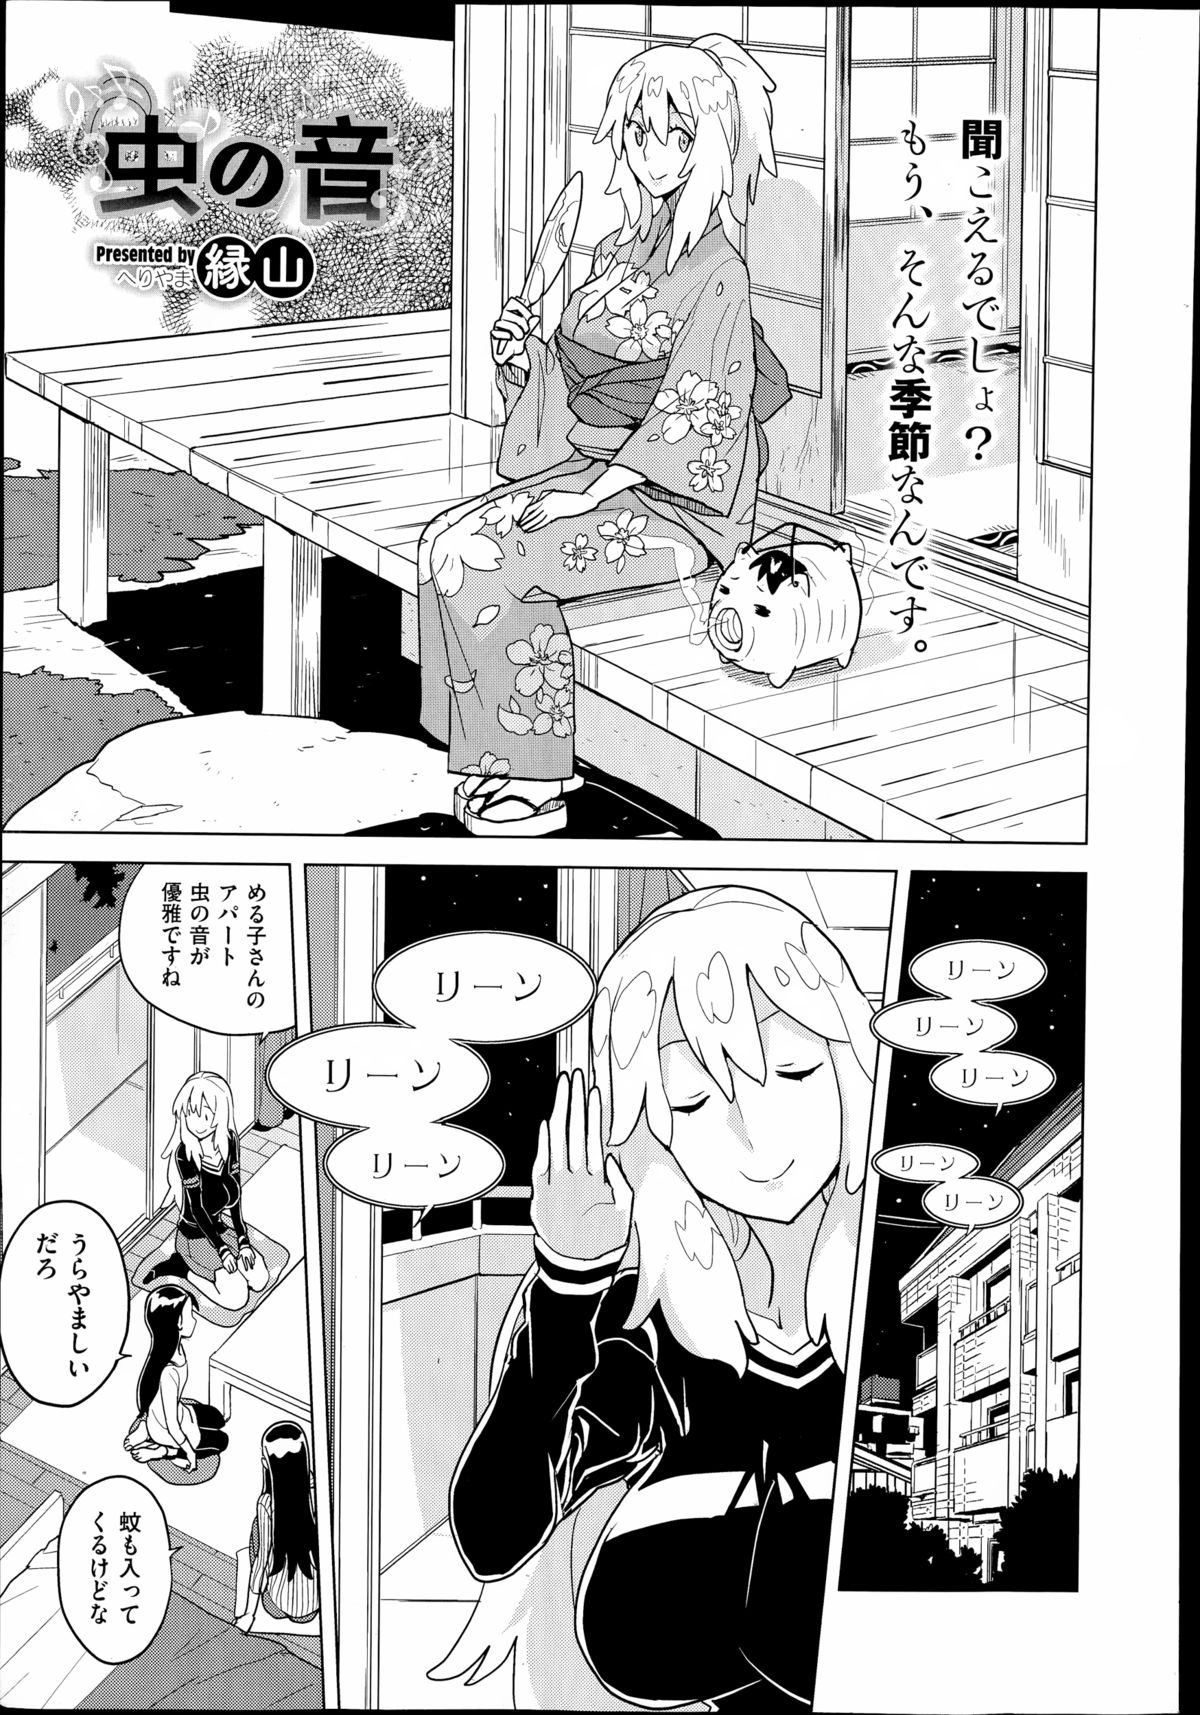 聞こえるでしょ?
もう、そんな季節なんです。
虫の音
Presented by
縁山
へりやま
リーン
リーン
リーン
リーン
リーン
リーン
リーン
リーン
める子さんの
アパート
虫の音が
優雅ですね
うらやましい
だろ
蚊も入って
くるけどな